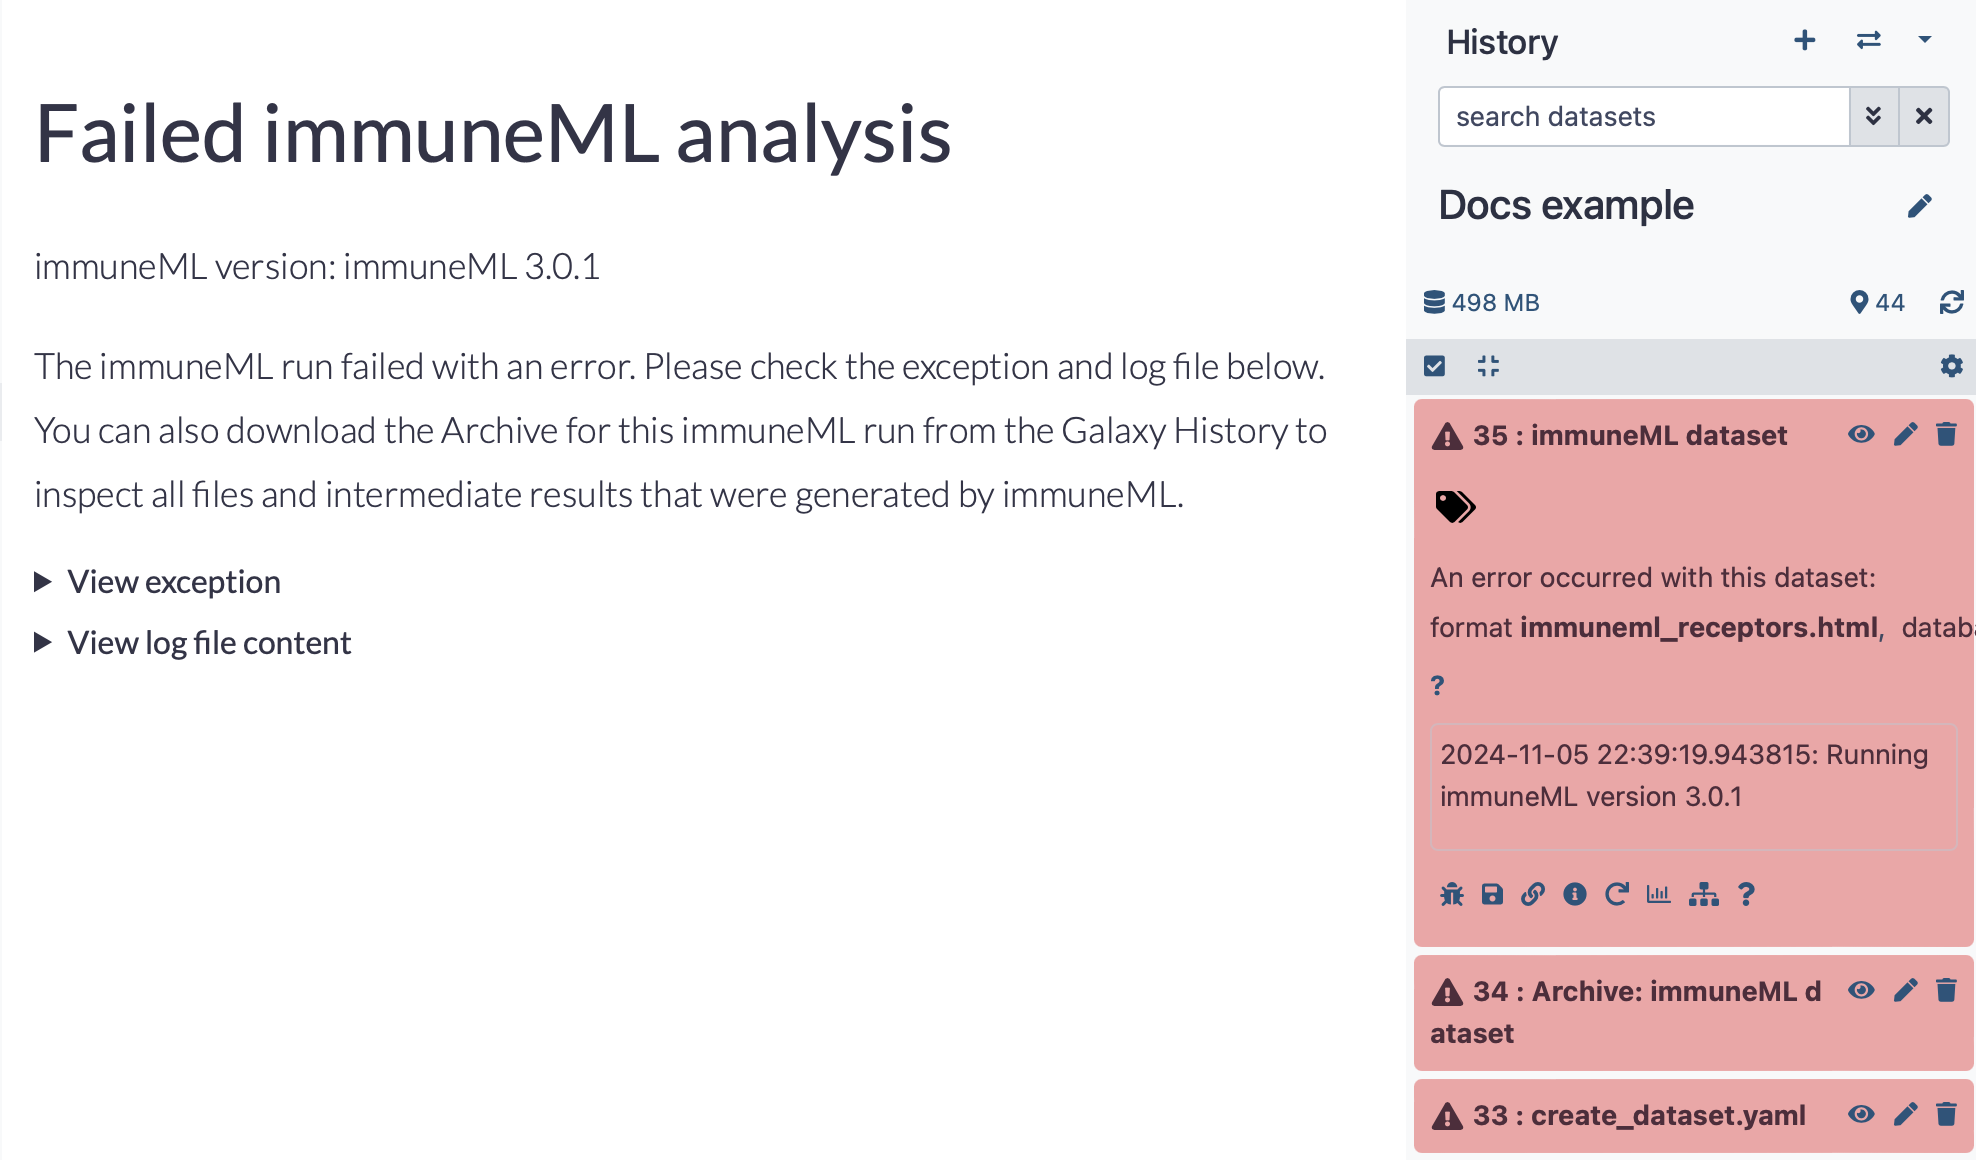 Failed immuneML analysis
immuneML version: immuneML 3.0.1
The immuneML run failed with an error. Please check the exception and log file below.
You can also download the Archive for this immuneML run from the Galaxy History to
inspect all files and intermediate results that were generated by immuneML.
View exception
View log file content
History
search datasets
Docs example
498 MB
44
35 : immuneML dataset
An error occurred with this dataset:
format immuneml_receptors.html,
?
2024-11-05 22:39:19.943815: Running
immuneML version 3.0.1
?
34 : Archive: immuneML d
ataset
33 : create_dataset.yaml